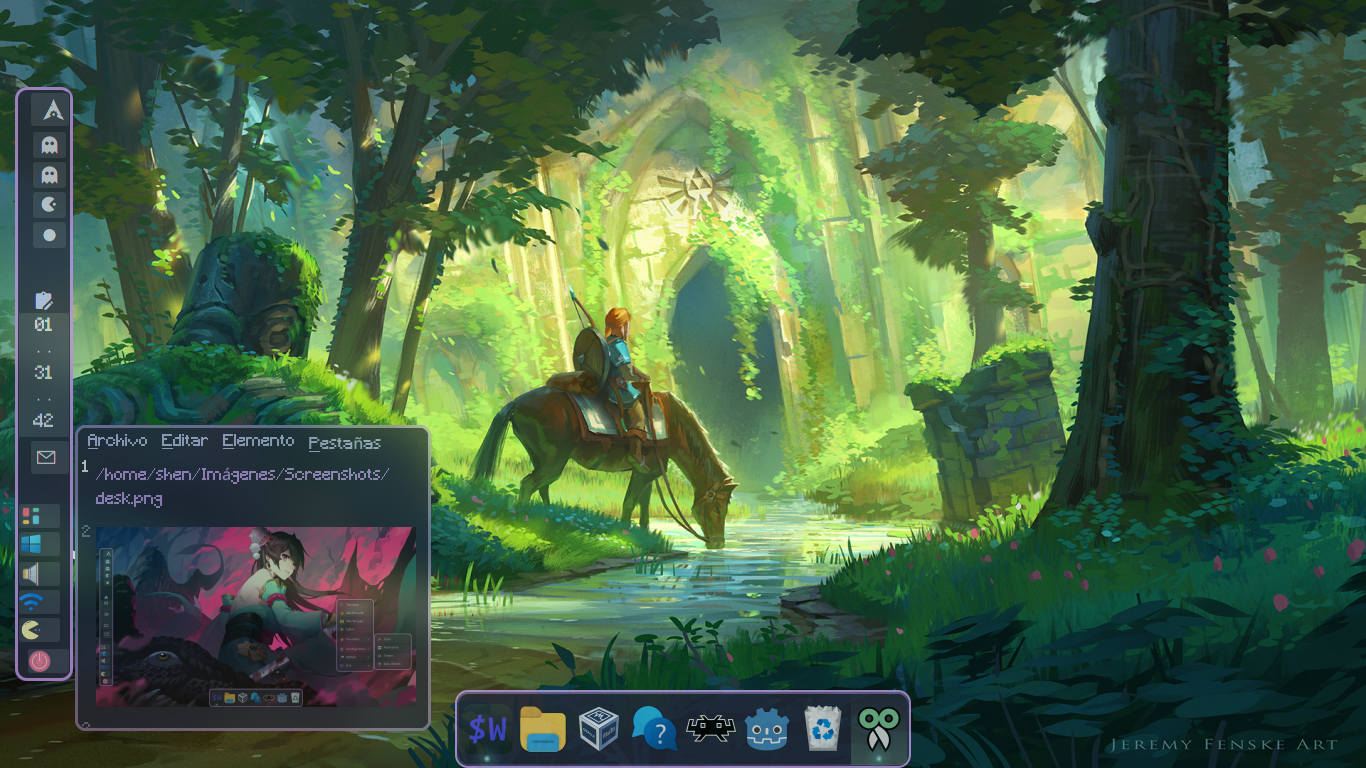 01
..
31
..
42
Archivo Editar Elemento Pestañas
1 /home/shen/Imágenes/Screenshots/
desk.png
2
$W
?
JEREMY FENSKE ART